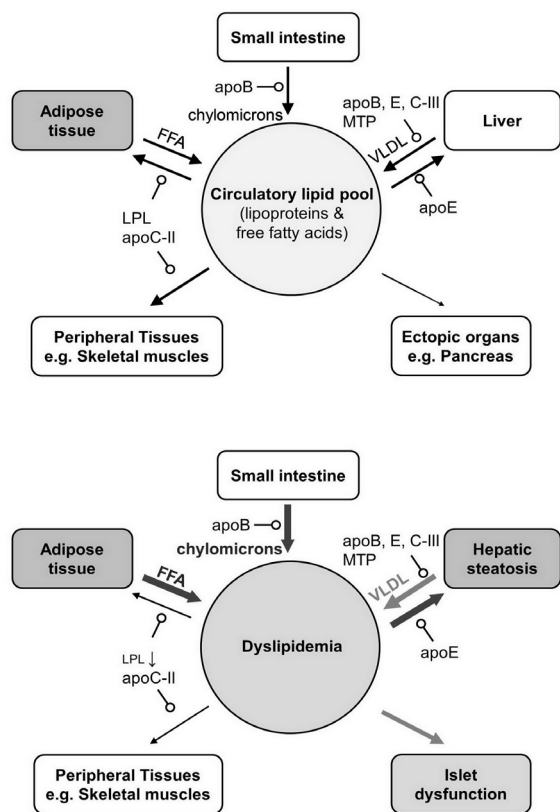 Small intestine
apoB
chylomicrons
Adipose
tissue
FFA
apoB, E, C-III
MTP
VLDL
Liver
Circulatory lipid pool
(lipoproteins &
free fatty acids)
LPL
apoC-II
apoE
Peripheral Tissues
e.g. Skeletal muscles
Ectopic organs
e.g. Pancreas
Small intestine
apoB
chylomicrons
Adipose
tissue
FFA
apoB, E, C-III
MTP
VLDL
Hepatic
steatosis
Dyslipidemia
LPL ↓
apoC-II
apoE
Peripheral Tissues
e.g. Skeletal muscles
Islet
dysfunction